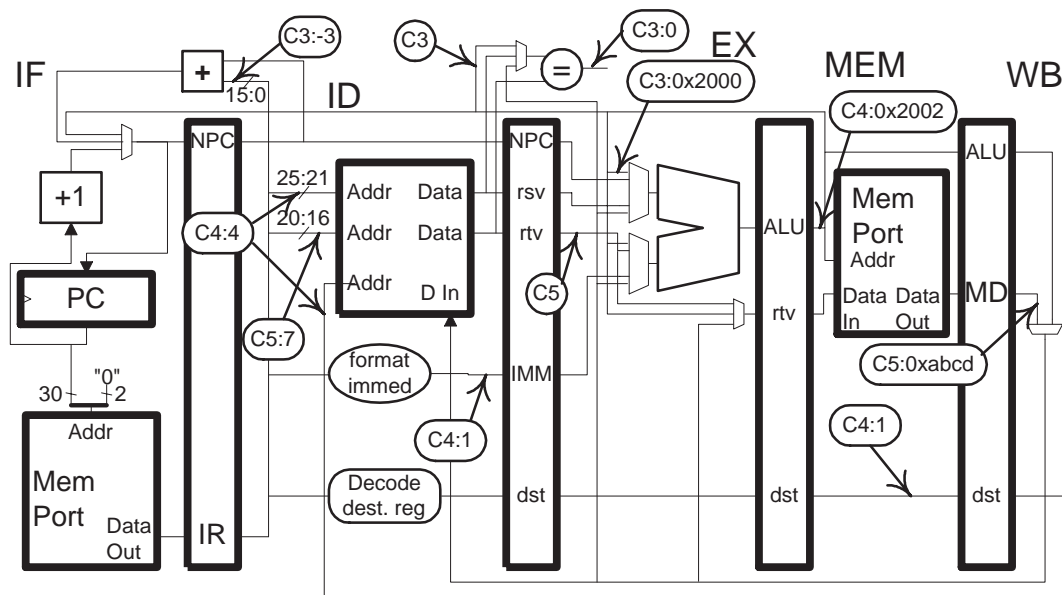 IF
ID
EX
MEM
WB
C3:-3
C3
C3:0
C3:0x2000
C4:0x2002
+
15:0
=
NPC
NPC
+1
25:21
20:16
Addr
Data
Addr
Data
Addr
D In
rsv
rtv
C4:4
C5:7
C5
PC
ALU
rtv
Mem
Port
Addr
Data
In
Data
Out
ALU
MD
C5:0xabcd
format
immed
IMM
C4:1
C4:1
30
"0"
2
Addr
Mem
Port
Data
Out
IR
Decode
dest. reg
dst
dst
dst